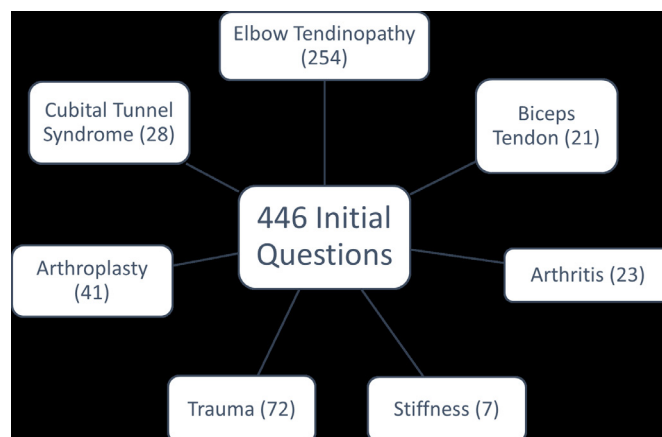 Elbow Tendinopathy
(254)
Cubital Tunnel
Syndrome (28)
Biceps
Tendon (21)
446 Initial
Questions
Arthroplasty
(41)
Arthritis (23)
Trauma (72)
Stiffness (7)